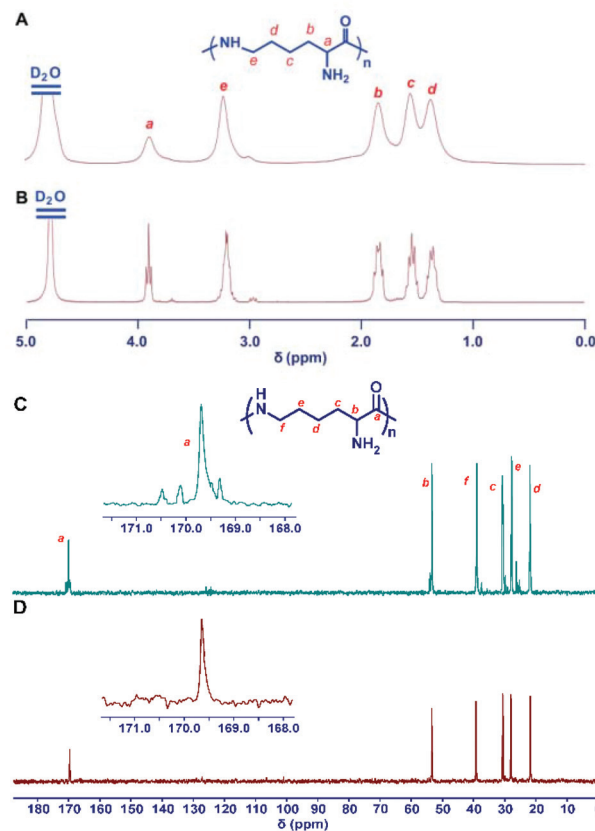 A
NH
d
b
O
a
e
c
NH₂
n
D₂O
a
e
b
c
d
B
D₂O
5.0 4.0 3.0 2.0 1.0 0.0
δ (ppm)
C
H
N
e
c
O
a
f
d
b
NH₂
n
a
171.0 170.0 169.0 168.0
a
b
f
c
e
d
D
171.0 170.0 169.0 168.0
180 170 160 150 140 130 120 110 100 90 80 70 60 50 40 30 20 10
δ (ppm)